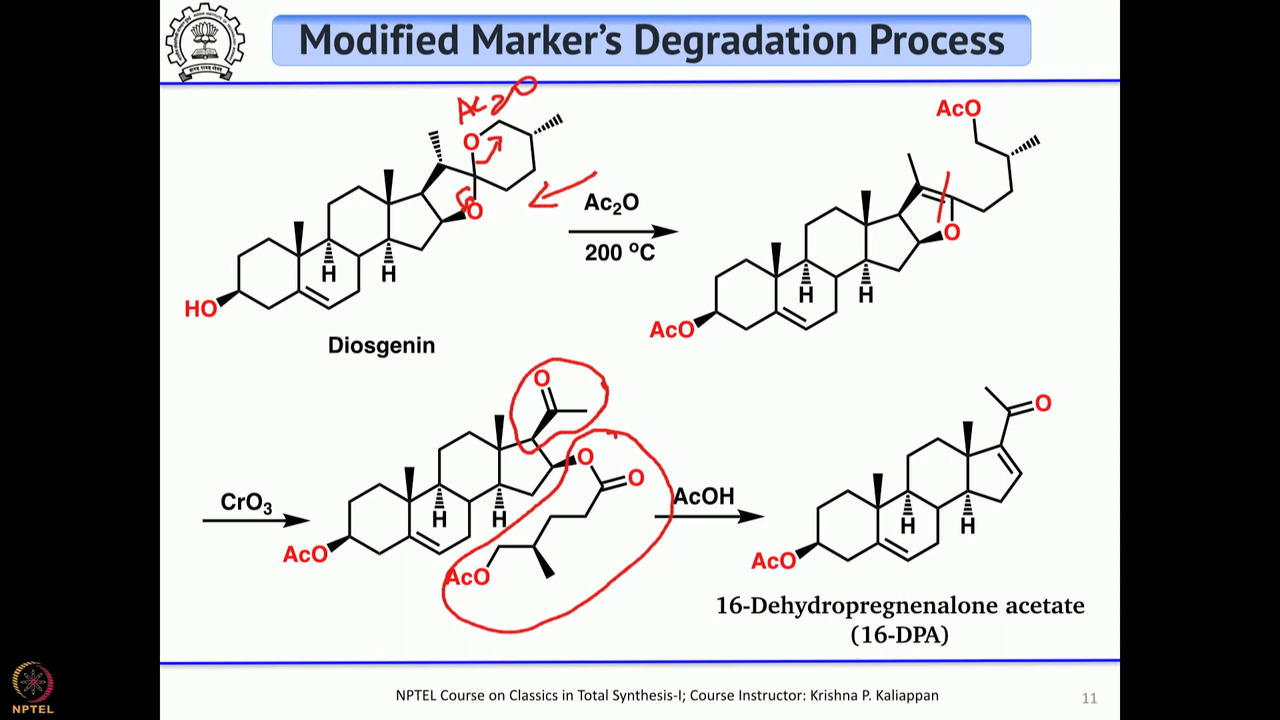 Modified Marker's Degradation Process
Ac2O
AcO
O
O
Ac₂O
200 ºC
O
H
H
HO
H
H
AcO
Diosgenin
O
O
O
CrO₃
AcOH
H
H
AcO
AcO
O
H
H
AcO
16-Dehydropregnenalone acetate
(16-DPA)
NPTEL
NPTEL Course on Classics in Total Synthesis-I; Course Instructor: Krishna P. Kaliappan
11